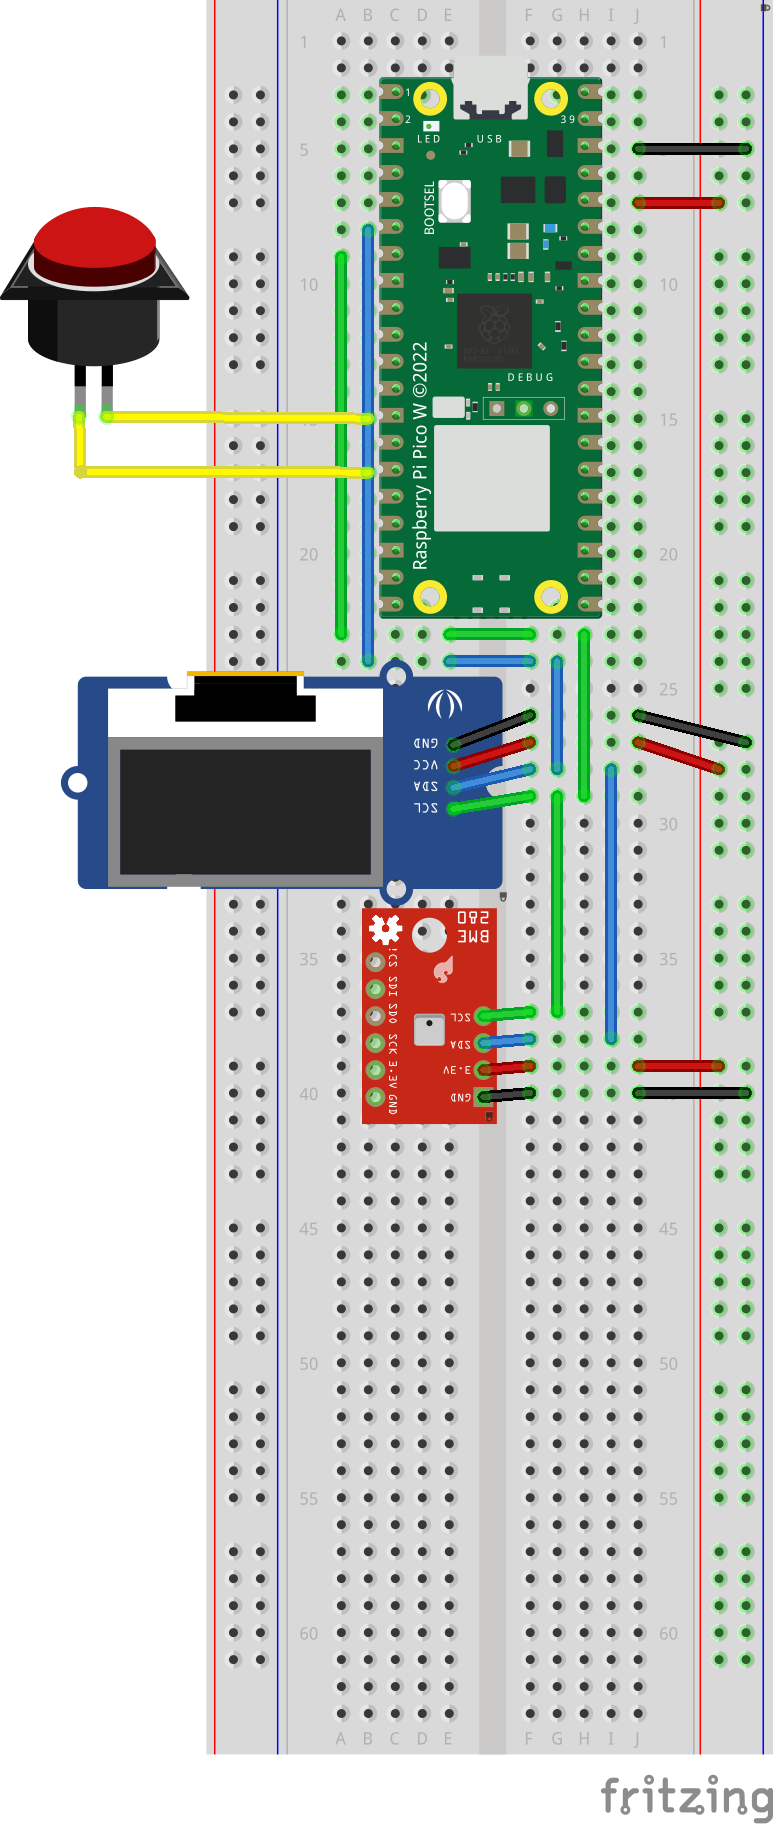 A B C D E F G H I J
1 1
1
2 39
LED USB
5 5
BOOTSEL
10 10
DEBUG
Raspberry Pi Pico W ©2022
15 15
20 20
25
GND
VCC
SDA
SCL
30
BME
280
!CS
SDI
SDO
SCK
3.3V
GND
35 35
SCL
SDA
3.3V
GND
40 40
45 45
50 50
55 55
60 60
A B C D E F G H I J
fritzing